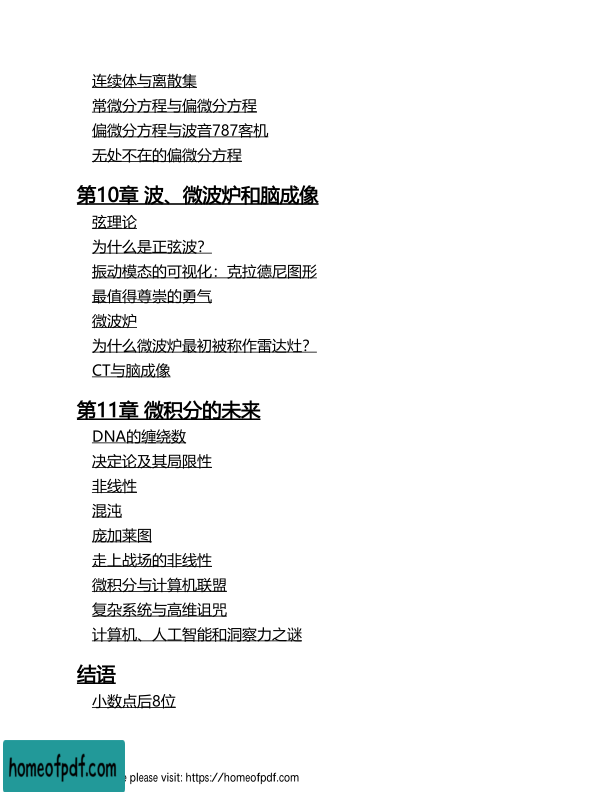 连续体与离散集
常微分方程与偏微分方程
偏微分方程与波音787客机
无处不在的偏微分方程
第10章 波、微波炉和脑成像
弦理论
为什么是正弦波？
振动模态的可视化：克拉德尼图形
最值得尊崇的勇气
微波炉
为什么微波炉最初被称作雷达灶？
CT与脑成像
第11章 微积分的未来
DNA的缠绕数
决定论及其局限性
非线性
混沌
庞加莱图
走上战场的非线性
微积分与计算机联盟
复杂系统与高维诅咒
计算机、人工智能和洞察力之谜
结语
小数点后8位
homeofpdf.com
please visit: https://homeofpdf.com